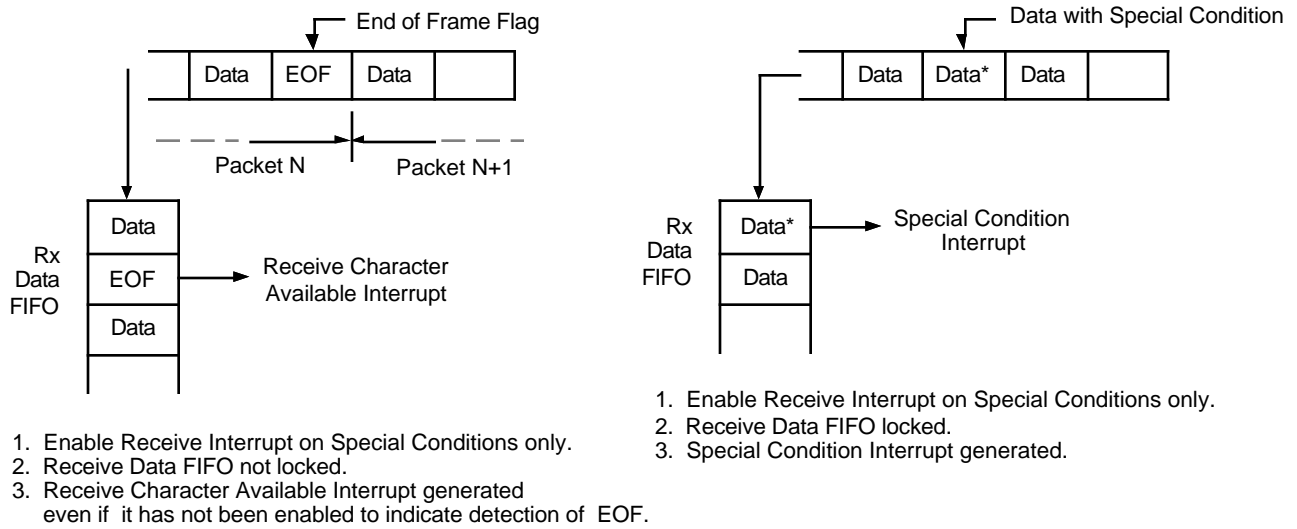 End of Frame Flag
Data EOF Data
Packet N Packet N+1
Data
Rx
Data
FIFO
EOF
Receive Character
Available Interrupt
Data
1. Enable Receive Interrupt on Special Conditions only.
2. Receive Data FIFO not locked.
3. Receive Character Available Interrupt generated
even if it has not been enabled to indicate detection of EOF.
Data with Special Condition
Data Data* Data
Rx
Data
FIFO
Data*
Special Condition
Interrupt
Data
1. Enable Receive Interrupt on Special Conditions only.
2. Receive Data FIFO locked.
3. Special Condition Interrupt generated.